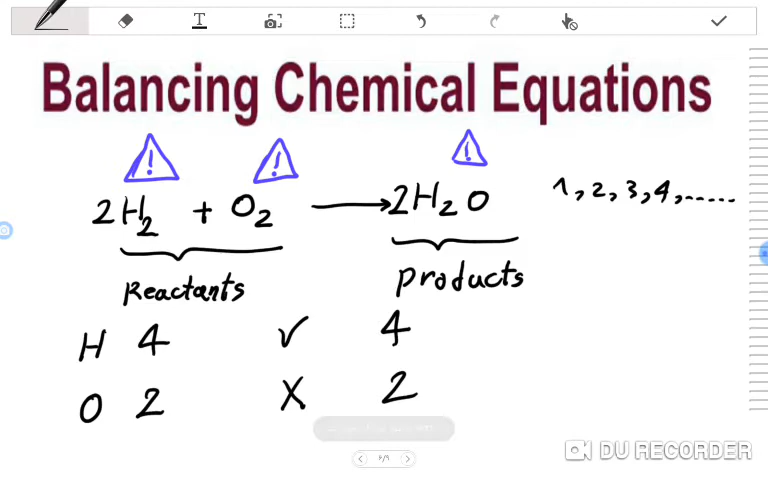 T
Balancing Chemical Equations
! ! !
2H₂ + O₂ ⟶ 2H₂O 1, 2, 3, 4, ......
Reactants Products
H 4 ✓ 4
O 2 X 2
DU RECORDER